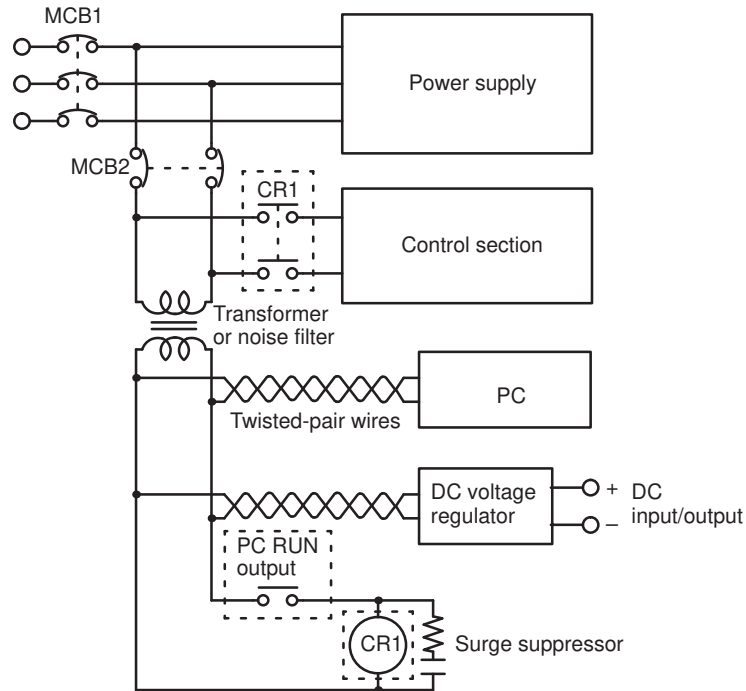 MCB1
Power supply
MCB2
CR1
Control section
Transformer
or noise filter
PC
Twisted-pair wires
DC voltage
regulator
+
–
DC
input/output
PC RUN
output
CR1
Surge suppressor